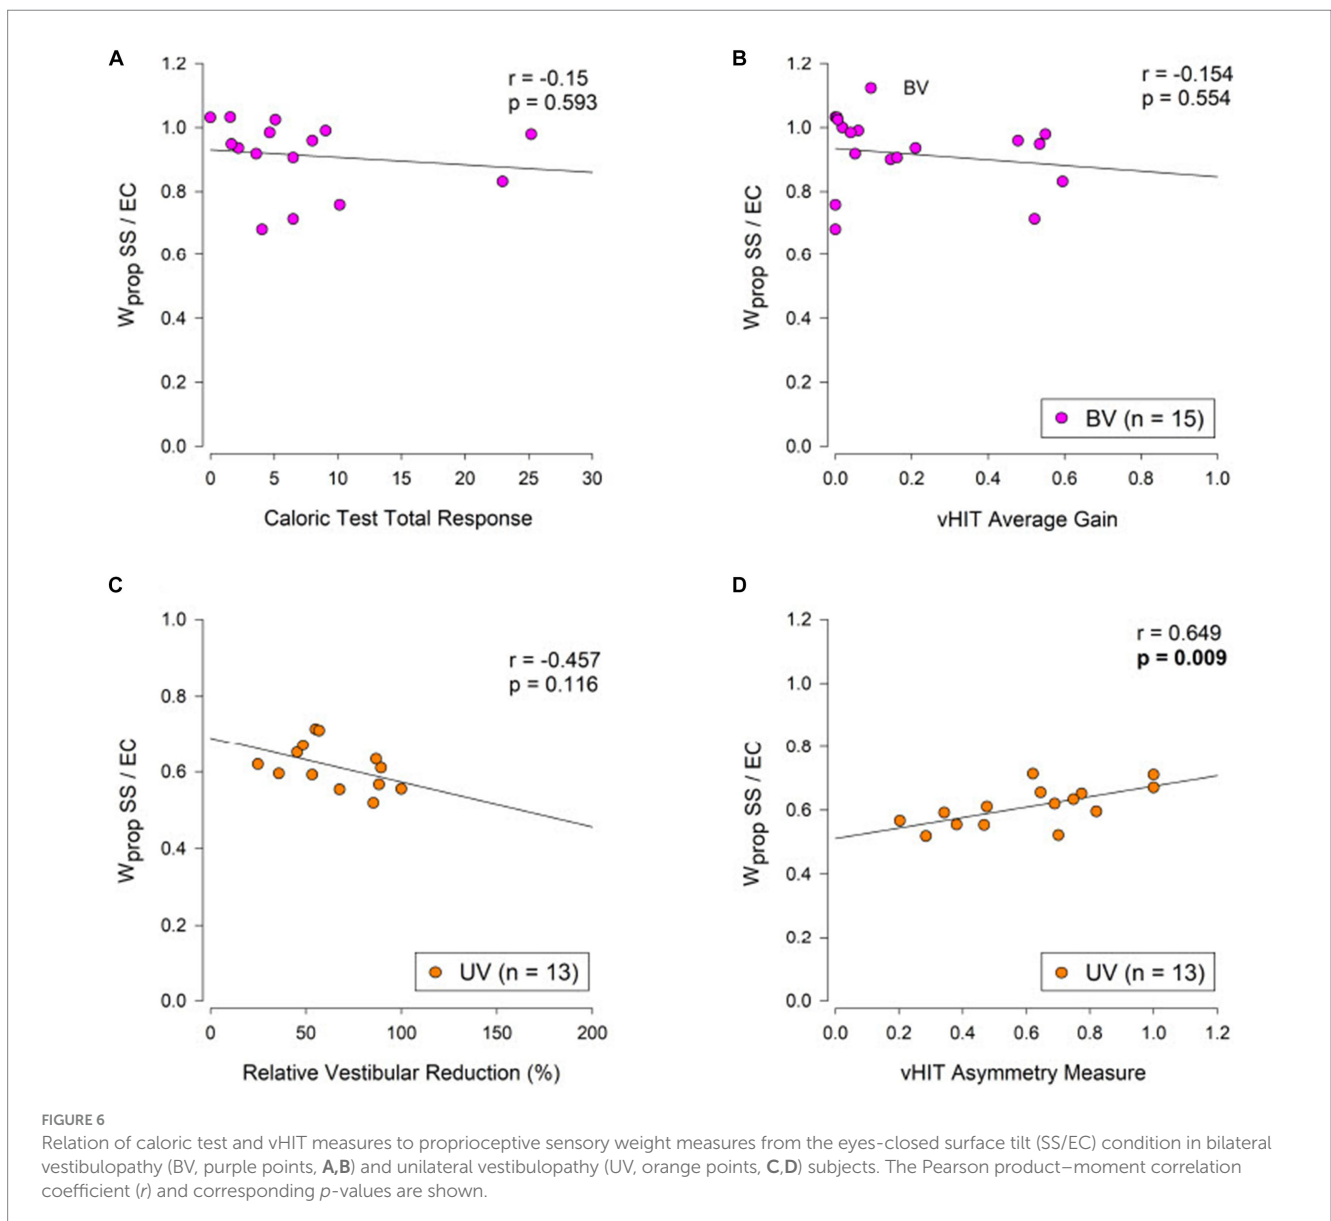 A
1.2
1.0
0.8
0.6
0.4
0.2
0.0
Wprop SS / EC
r = -0.15
p = 0.593
0 5 10 15 20 25 30
Caloric Test Total Response
B
1.2
1.0
0.8
0.6
0.4
0.2
0.0
Wprop SS / EC
BV
r = -0.154
p = 0.554
BV (n = 15)
0.0 0.2 0.4 0.6 0.8 1.0
vHIT Average Gain
C
1.0
0.8
0.6
0.4
0.2
0.0
Wprop SS / EC
r = -0.457
p = 0.116
UV (n = 13)
0 50 100 150 200
Relative Vestibular Reduction (%)
D
1.2
1.0
0.8
0.6
0.4
0.2
0.0
Wprop SS / EC
r = 0.649
p = 0.009
UV (n = 13)
0.0 0.2 0.4 0.6 0.8 1.0 1.2
vHIT Asymmetry Measure
FIGURE 6
Relation of caloric test and vHIT measures to proprioceptive sensory weight measures from the eyes-closed surface tilt (SS/EC) condition in bilateral
vestibulopathy (BV, purple points, A,B) and unilateral vestibulopathy (UV, orange points, C,D) subjects. The Pearson product–moment correlation
coefficient (r) and corresponding p-values are shown.